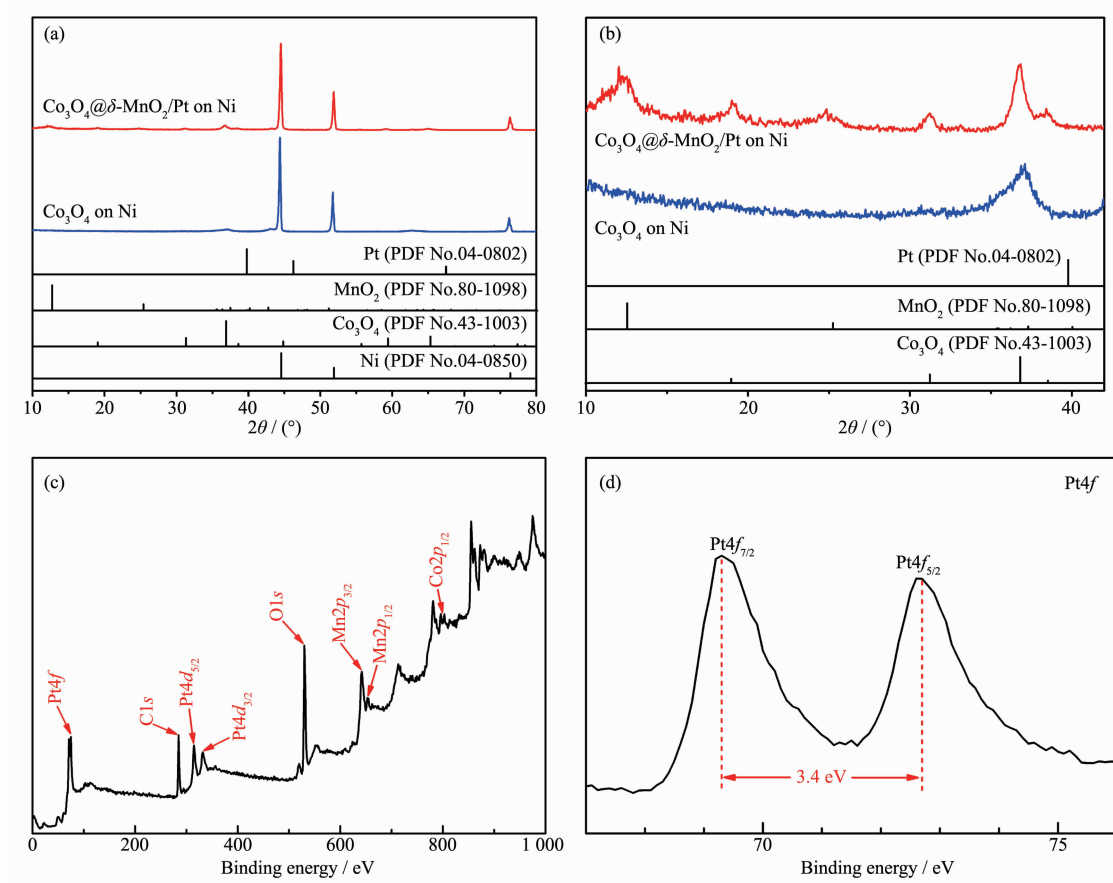 (a)
Co₃O₄@δ-MnO₂/Pt on Ni
Co₃O₄ on Ni
Pt (PDF No.04-0802)
MnO₂ (PDF No.80-1098)
Co₃O₄ (PDF No.43-1003)
Ni (PDF No.04-0850)
10 20 30 40 50 60 70 80
2θ / (°)
(b)
Co₃O₄@δ-MnO₂/Pt on Ni
Co₃O₄ on Ni
Pt (PDF No.04-0802)
MnO₂ (PDF No.80-1098)
Co₃O₄ (PDF No.43-1003)
10 20 30 40
2θ / (°)
(c)
Pt4f
C1s
Pt4d₅/₂
Pt4d₃/₂
O1s
Mn2p₃/₂
Mn2p₁/₂
Co2p₁/₂
0 200 400 600 800 1 000
Binding energy / eV
(d)
Pt4f
Pt4f₇/₂
Pt4f₅/₂
3.4 eV
70 75
Binding energy / eV